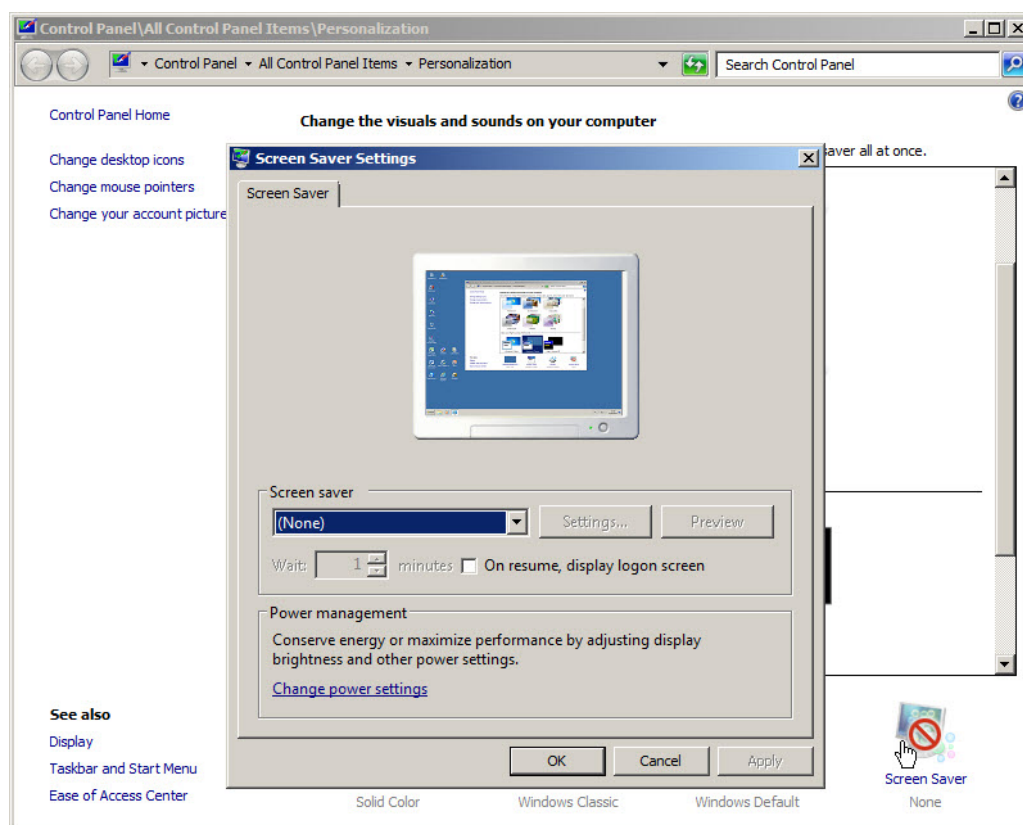 Control Panel\All Control Panel Items\Personalization
Control Panel All Control Panel Items Personalization
Search Control Panel
Control Panel Home
Change desktop icons
Change mouse pointers
Change your account picture
Change the visuals and sounds on your computer
saver all at once.
Screen Saver Settings
Screen Saver
Screen saver
(None)
Settings...
Preview
Wait: 1 minutes On resume, display logon screen
Power management
Conserve energy or maximize performance by adjusting display
brightness and other power settings.
Change power settings
OK
Cancel
Apply
See also
Display
Taskbar and Start Menu
Ease of Access Center
Solid Color
Windows Classic
Windows Default
Screen Saver
None